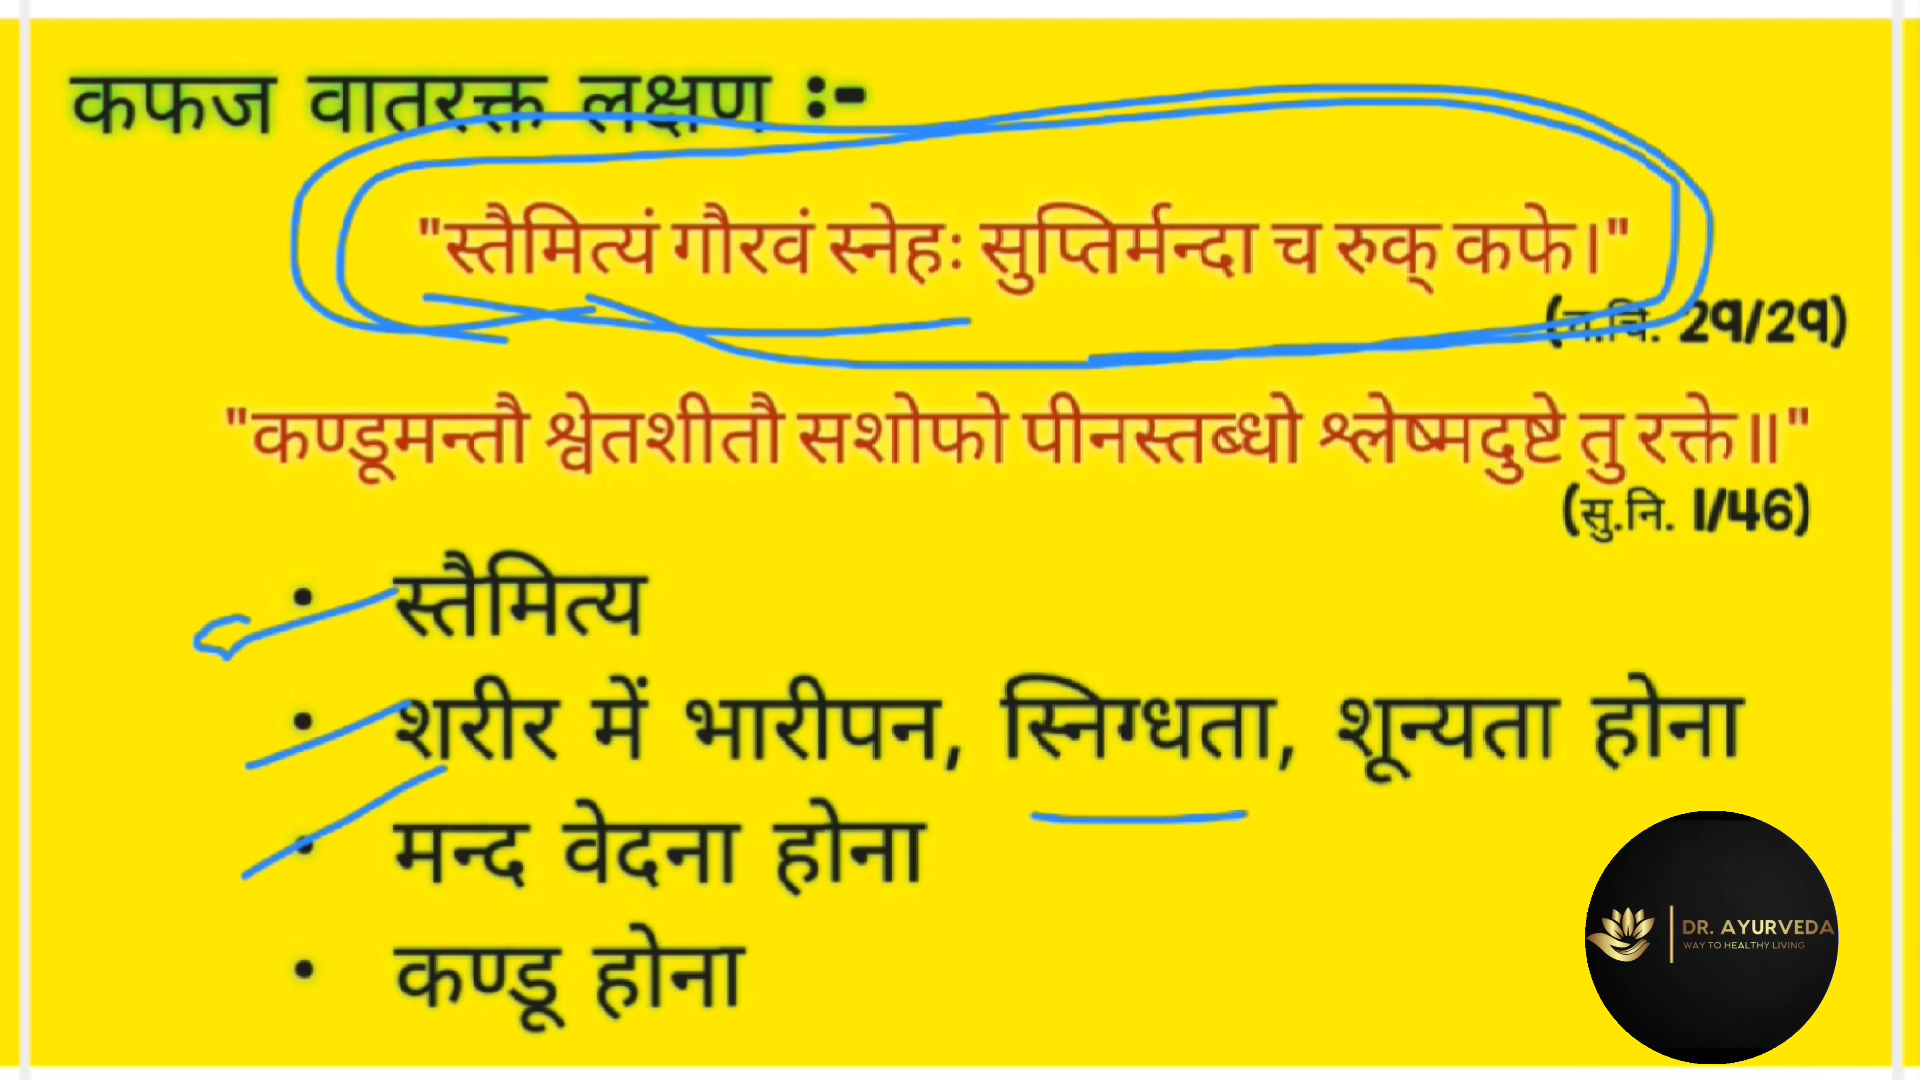 कफज वातरक्त लक्षण :-
"स्तैमित्यं गौरवं स्नेहः सुप्तिर्मन्दा च रुक् कफे।"
(च.चि. 29/29)
"कण्डूमन्तौ श्वेतशीतौ सशोफो पीनस्तब्धो श्लेष्मदुष्टे तु रक्ते॥"
(सु.नि. 1/46)
• स्तैमित्य
• शरीर में भारीपन, स्निग्धता, शून्यता होना
• मन्द वेदना होना
• कण्डू होना
DR. AYURVEDA
WAY TO HEALTHY LIVING